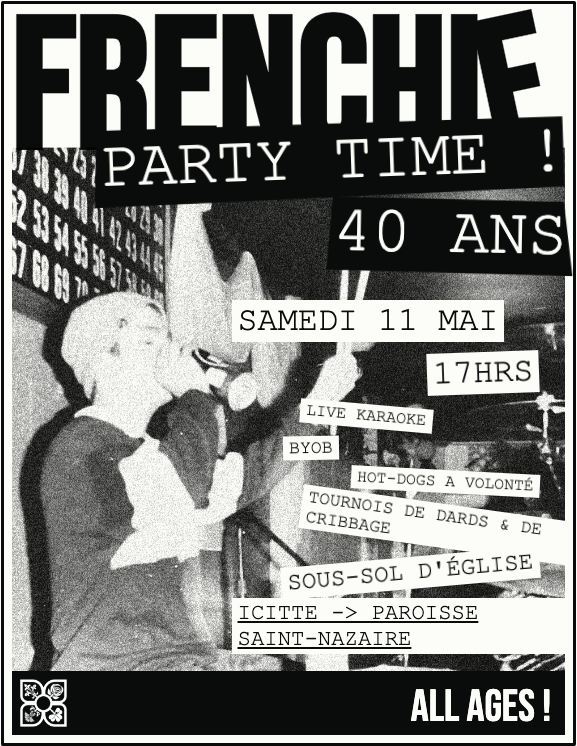 FRENCHIE
PARTY TIME !
40 ANS
SAMEDI 11 MAI
17HRS
LIVE KARAOKE
BYOB
HOT-DOGS A VOLONTÉ
TOURNOIS DE DARDS & DE
CRIBBAGE
SOUS-SOL D'ÉGLISE
ICITTE -> PAROISSE
SAINT-NAZAIRE
ALL AGES !